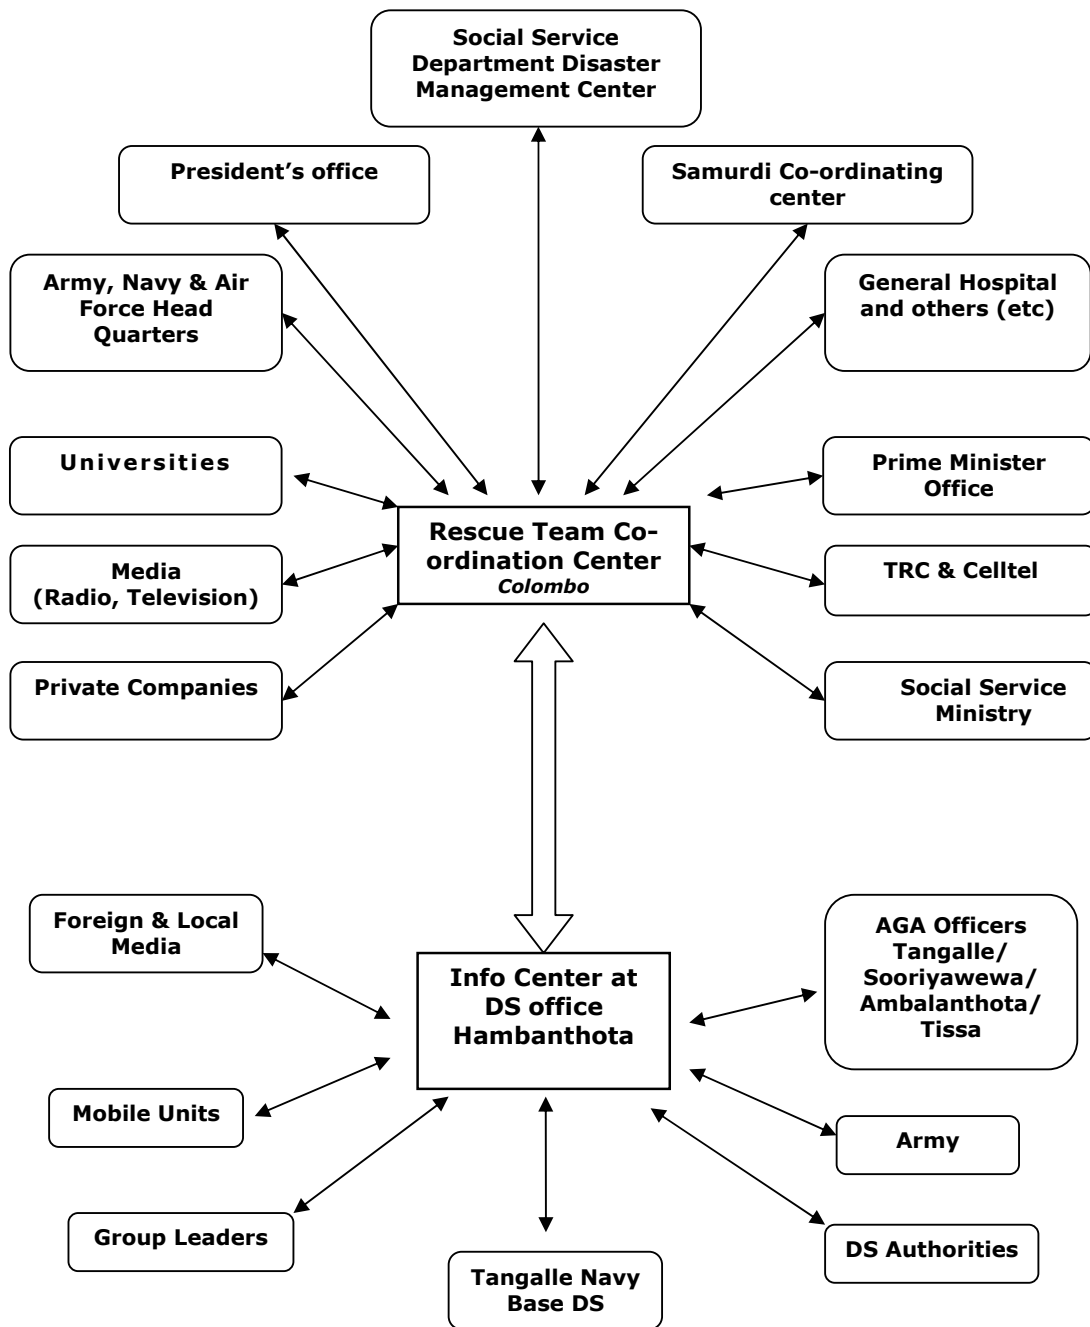 Social Service
Department Disaster
Management Center
President’s office
Samurdi Co-ordinating
center
Army, Navy & Air
Force Head
Quarters
General Hospital
and others (etc)
Universities
Prime Minister
Office
Rescue Team Co-
ordination Center
Colombo
Media
(Radio, Television)
TRC & Celltel
Private Companies
Social Service
Ministry
Foreign & Local
Media
AGA Officers
Tangalle/
Sooriyawewa/
Ambalanthota/
Tissa
Info Center at
DS office
Hambanthota
Mobile Units
Army
Group Leaders
DS Authorities
Tangalle Navy
Base DS